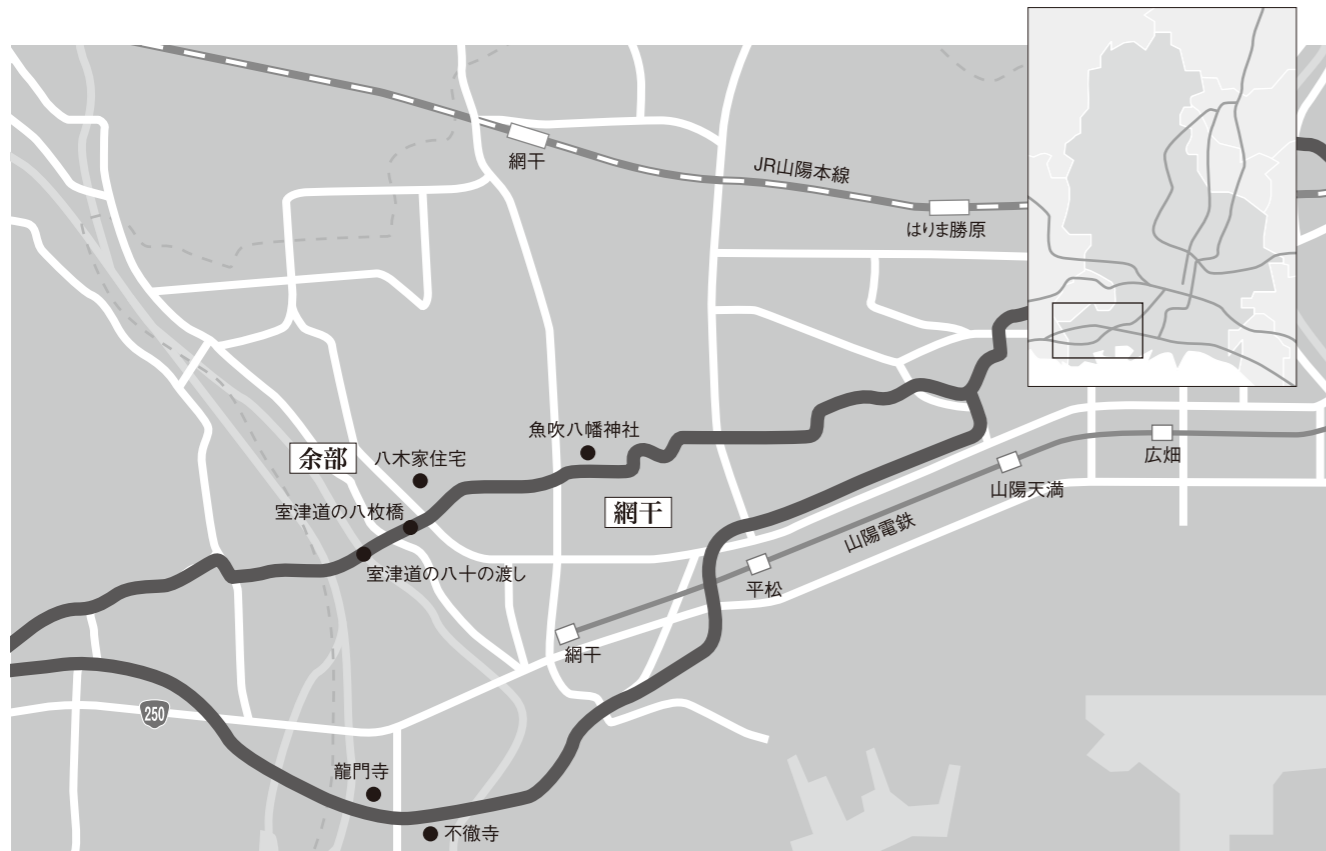 網干
JR山陽本線
はりま勝原
魚吹八幡神社
余部
八木家住宅
広畑
室津道の八枚橋
網干
山陽天満
山陽電鉄
室津道の八十の渡し
平松
網干
250
龍門寺
不徹寺